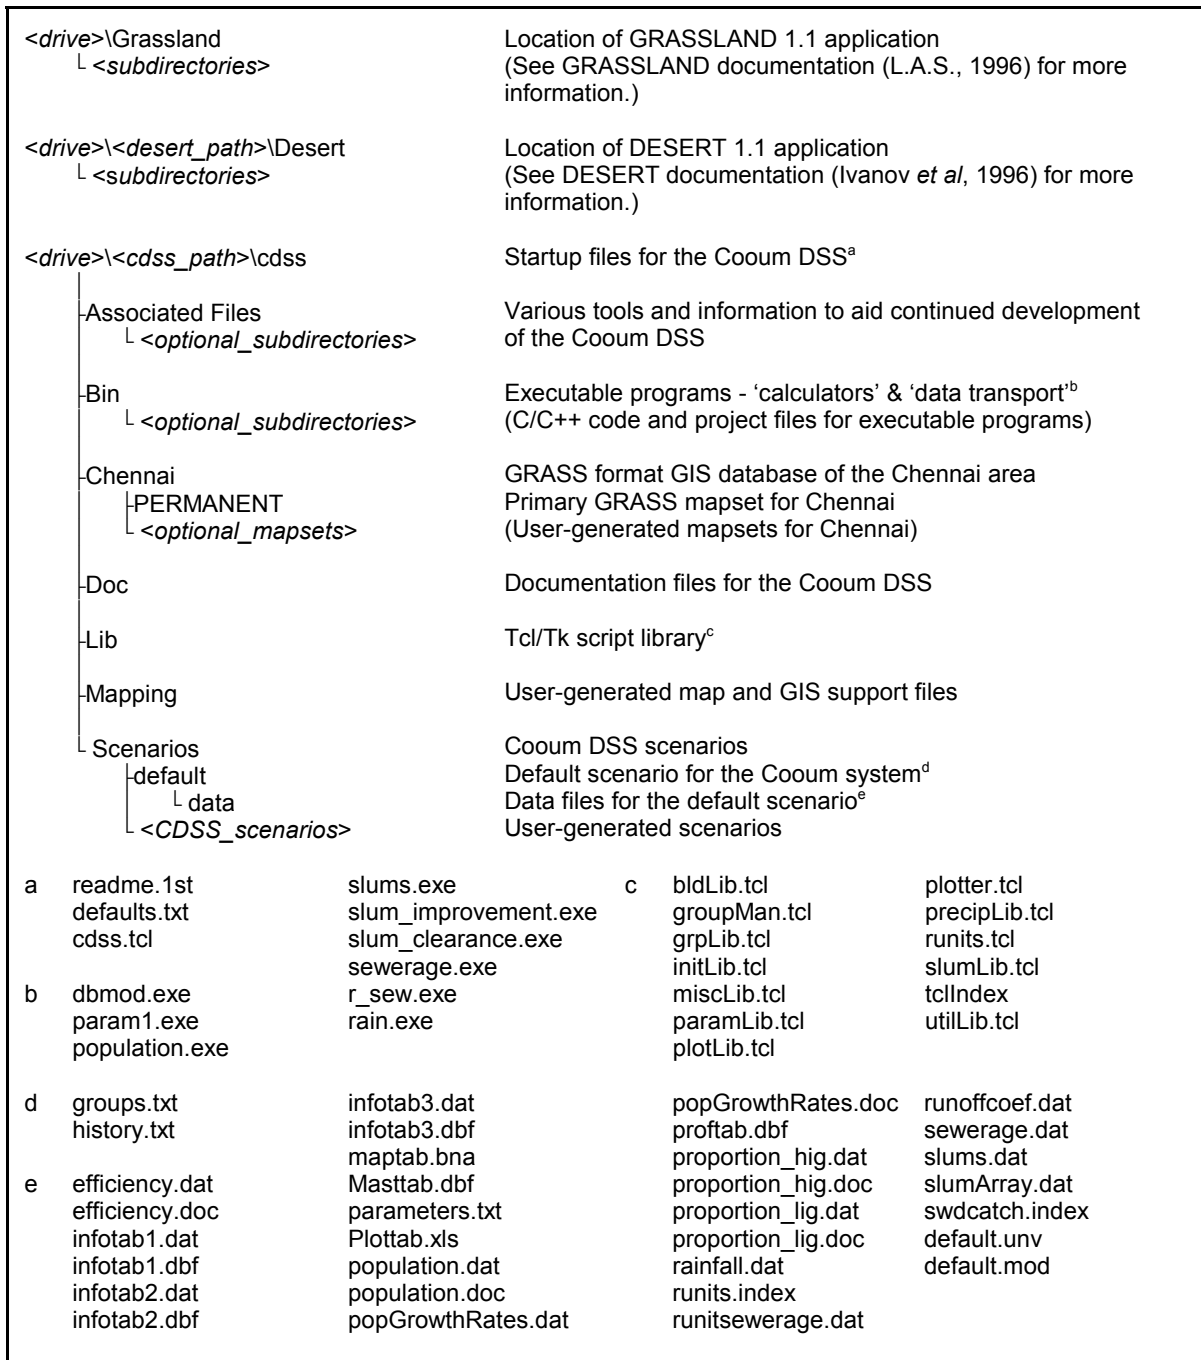 <drive>\Grassland Location of GRASSLAND 1.1 application
└ <subdirectories> (See GRASSLAND documentation (L.A.S., 1996) for more
information.)
<drive>\<desert_path>\Desert Location of DESERT 1.1 application
└ <subdirectories> (See DESERT documentation (Ivanov et al, 1996) for more
information.)
<drive>\<cdss_path>\cdss Startup files for the Cooum DSSa
Associated Files Various tools and information to aid continued development
└ <optional_subdirectories> of the Cooum DSS
Bin Executable programs - ‘calculators’ & ‘data transport’b
└ <optional_subdirectories> (C/C++ code and project files for executable programs)
Chennai GRASS format GIS database of the Chennai area
├PERMANENT Primary GRASS mapset for Chennai
└ <optional_mapsets> (User-generated mapsets for Chennai)
Doc Documentation files for the Cooum DSS
Lib Tcl/Tk script libraryc
Mapping User-generated map and GIS support files
└ Scenarios Cooum DSS scenarios
├default Default scenario for the Cooum systemd
└ data Data files for the default scenarioe
└ <CDSS_scenarios> User-generated scenarios
a readme.1st slums.exe c bldLib.tcl plotter.tcl
defaults.txt slum_improvement.exe groupMan.tcl precipLib.tcl
cdss.tcl slum_clearance.exe grpLib.tcl runits.tcl
sewerage.exe initLib.tcl slumLib.tcl
b dbmod.exe r_sew.exe miscLib.tcl tclIndex
param1.exe rain.exe paramLib.tcl utilLib.tcl
population.exe plotLib.tcl
d groups.txt infotab3.dat popGrowthRates.doc runoffcoef.dat
history.txt infotab3.dbf proftab.dbf sewerage.dat
maptab.bna proportion_hig.dat slums.dat
e efficiency.dat Masttab.dbf proportion_hig.doc slumArray.dat
efficiency.doc parameters.txt proportion_lig.dat swdcatch.index
infotab1.dat Plottab.xls proportion_lig.doc default.unv
infotab1.dbf population.dat rainfall.dat default.mod
infotab2.dat population.doc runits.index
infotab2.dbf popGrowthRates.dat runitsewerage.dat